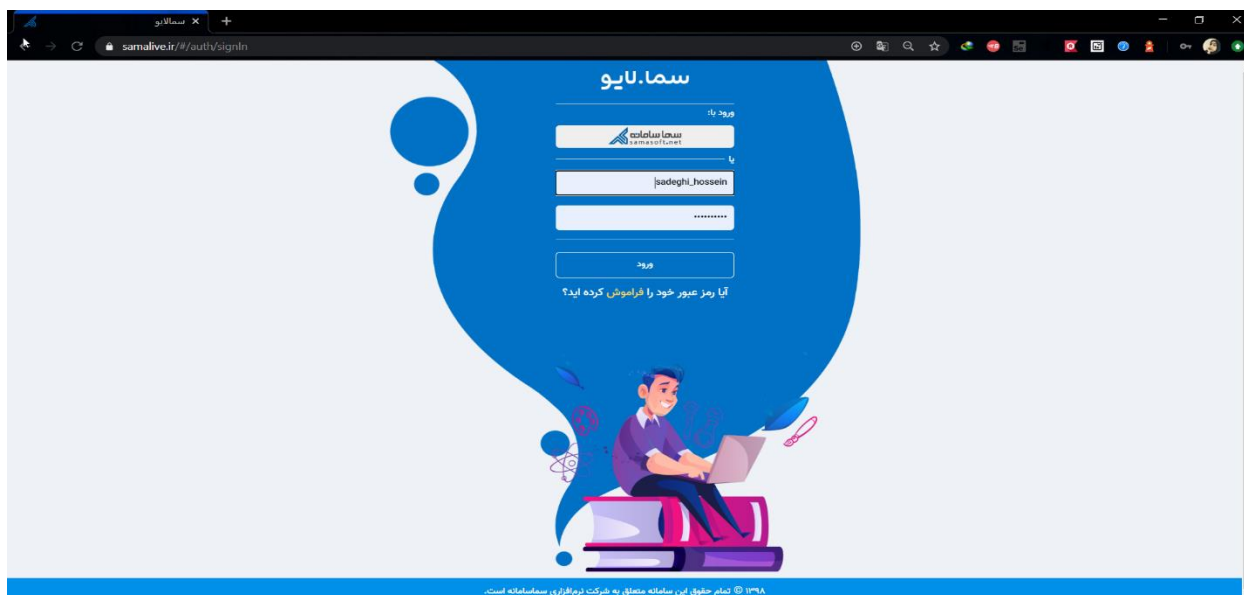 سمالایو
samalive.ir/#/auth/signIn
سما.لایو
ورود با:
سما سامانه
samasoft.net
یا
sadeghi_hossein
ورود
آیا رمز عبور خود را فراموش کرده اید؟
۱۳۹۸ © تمام حقوق این سامانه متعلق به شرکت نرم‌افزاری سماسامانه است.